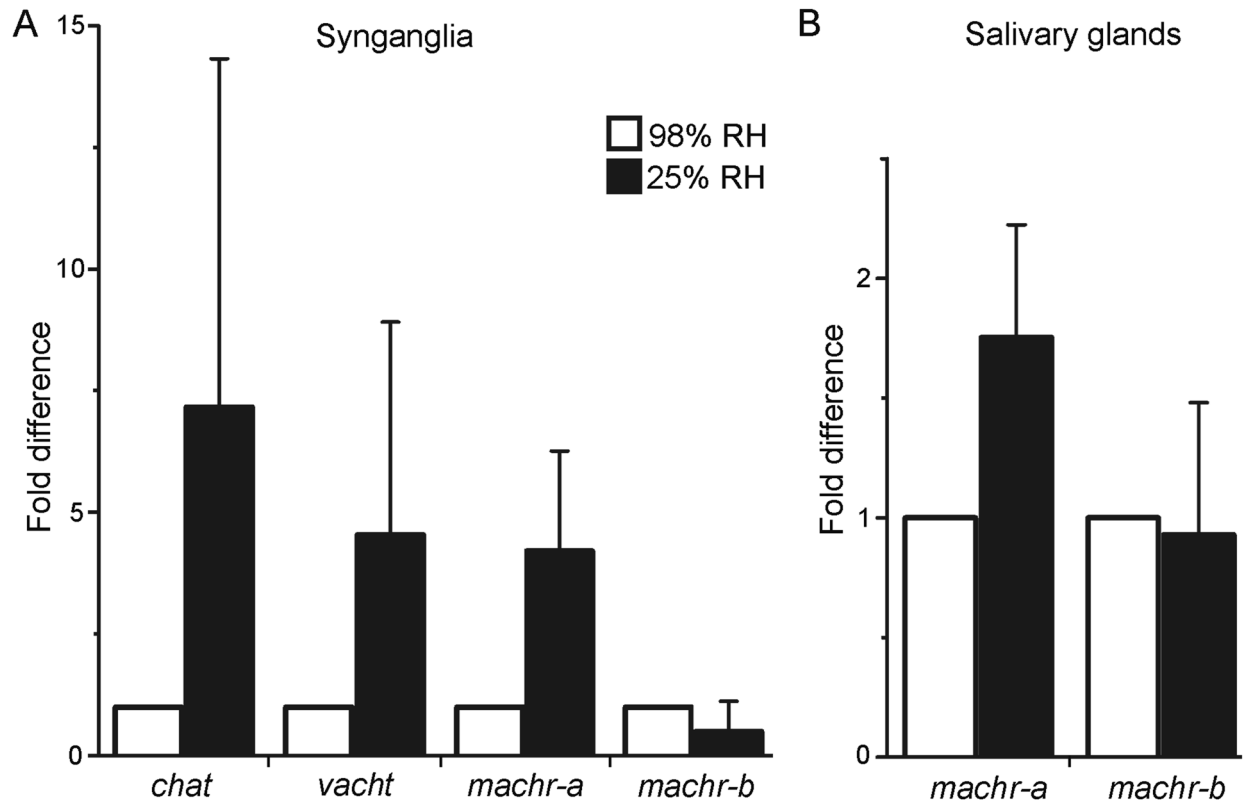 A
Synganglia
15
10
5
0
Fold difference
98% RH
25% RH
chat vacht machr-a machr-b
B
Salivary glands
2
1
0
Fold difference
machr-a machr-b